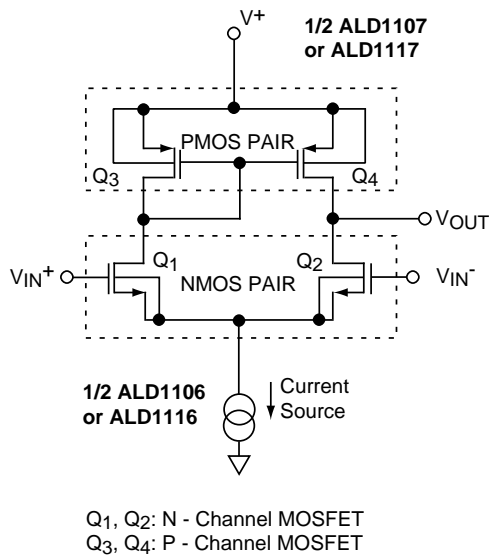 V+
1/2 ALD1107
or ALD1117
PMOS PAIR
Q3
Q4
VOUT
Q1
Q2
VIN+
NMOS PAIR
VIN-
1/2 ALD1106
or ALD1116
Current
Source
Q1, Q2: N - Channel MOSFET
Q3, Q4: P - Channel MOSFET